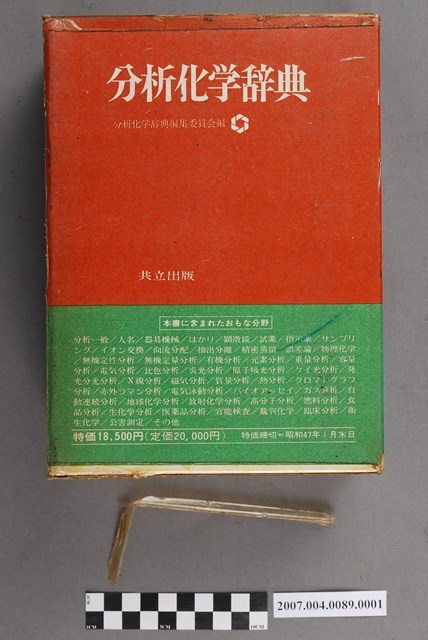 分析化学辞典
分析化学辞典編集委員会編
共立出版
本書に含まれたおもな分野
分析一般／人名／器具機械／はかり／顕微鏡／試薬／指示薬／サンプリ
ング／イオン交換／向流分配／抽出分離／精密蒸留／誤差論／物理化学
／無機定性分析／無機定量分析／有機分析／元素分析／重量分析／容量
分析／電気分析／比色分析／炎光分析／原子吸光分析／ケイ光分析／発
光分光分析／X線分析／磁気分析／質量分析／熱分析／クロマトグラフ
分析／赤外ラマン分析／電気泳動分析／バイオアッセイ／ガス分析／自
動連続分析／地球化学分析／放射化学分析／高分子分析／燃料分析／食
品分析／生化学分析／医薬品分析／官能検査／裁判化学／臨床分析／衛
生化学／公害測定／その他
特価18,500円(定価20,000円) 特価締切＝昭和47年1月末日
1CM 5CM 10CM
2007.004.0089.0001